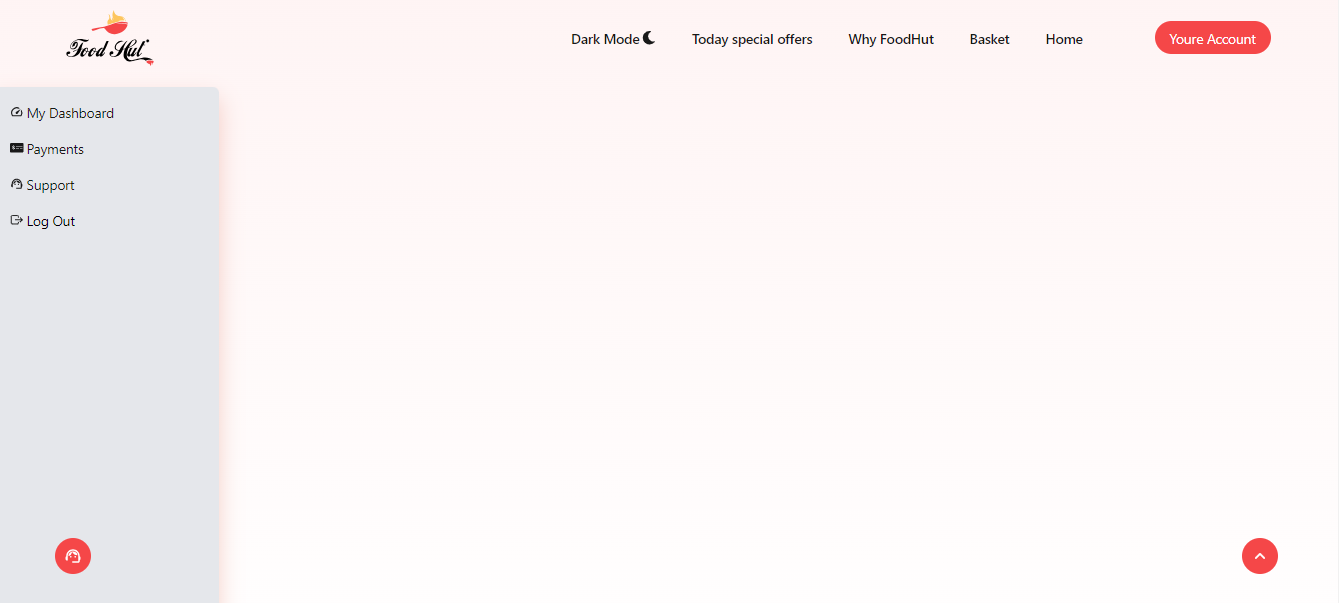 Food Hut
Dark Mode
Today special offers
Why FoodHut
Basket
Home
Youre Account
My Dashboard
Payments
Support
Log Out